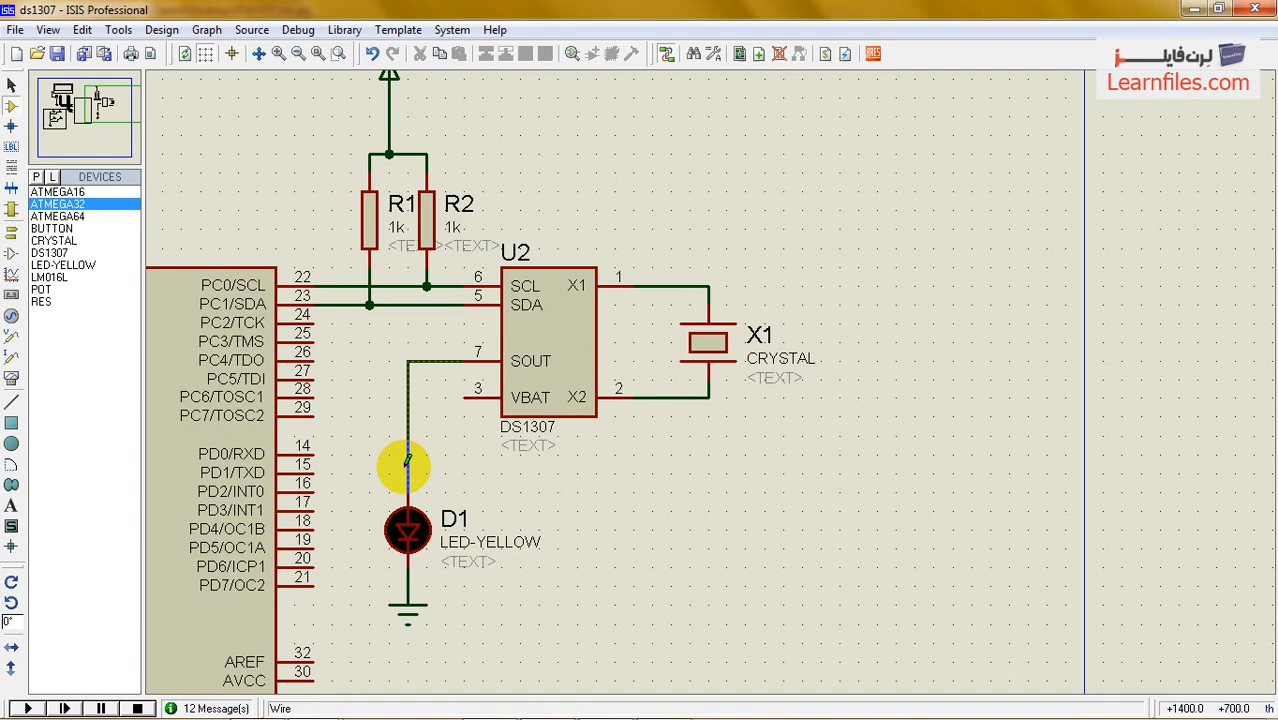 ds1307 - ISIS Professional
File View Edit Tools Design Graph Source Debug Library Template System Help
ARES
لرن‌فایلز
Learnfiles.com
P L DEVICES
ATMEGA16
ATMEGA32
ATMEGA64
BUTTON
CRYSTAL
DS1307
LED-YELLOW
LM016L
POT
RES
LBL
A
S
0°
R1
1k
<TEXT>
R2
1k
<TEXT>
U2
PC0/SCL 22
PC1/SDA 23
PC2/TCK 24
PC3/TMS 25
PC4/TDO 26
PC5/TDI 27
PC6/TOSC1 28
PC7/TOSC2 29
PD0/RXD 14
PD1/TXD 15
PD2/INT0 16
PD3/INT1 17
PD4/OC1B 18
PD5/OC1A 19
PD6/ICP1 20
PD7/OC2 21
AREF 32
AVCC 30
6 SCL X1 1
5 SDA
7 SOUT
3 VBAT X2 2
DS1307
<TEXT>
X1
CRYSTAL
<TEXT>
D1
LED-YELLOW
<TEXT>
12 Message(s) Wire +1400.0 +700.0 th